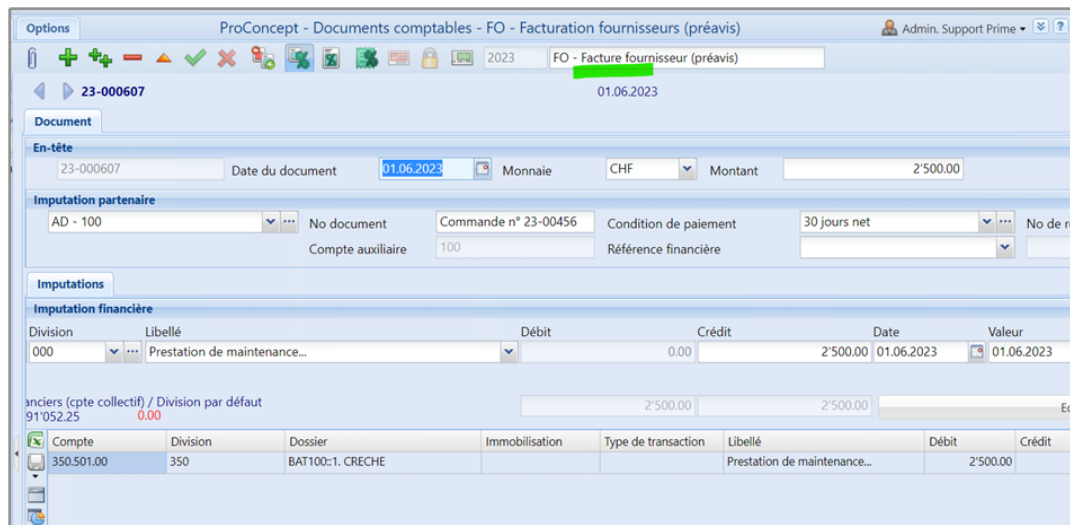 Options ProConcept - Documents comptables - FO - Facturation fournisseurs (préavis) Admin. Support Prime ?
2023 FO - Facture fournisseur (préavis)
23-000607 01.06.2023
Document
En-tête
23-000607 Date du document 01.06.2023 Monnaie CHF Montant 2'500.00
Imputation partenaire
AD - 100 No document Commande n° 23-00456 Condition de paiement 30 jours net No de r
Compte auxiliaire 100 Référence financière
Imputations
Imputation financière
Division Libellé Débit Crédit Date Valeur
000 Prestation de maintenance... 0.00 2'500.00 01.06.2023 01.06.2023
anciers (cpte collectif) / Division par défaut
91'052.25 0.00 2'500.00 2'500.00
Compte Division Dossier Immobilisation Type de transaction Libellé Débit Crédit
350.501.00 350 BAT100::1. CRECHE Prestation de maintenance... 2'500.00